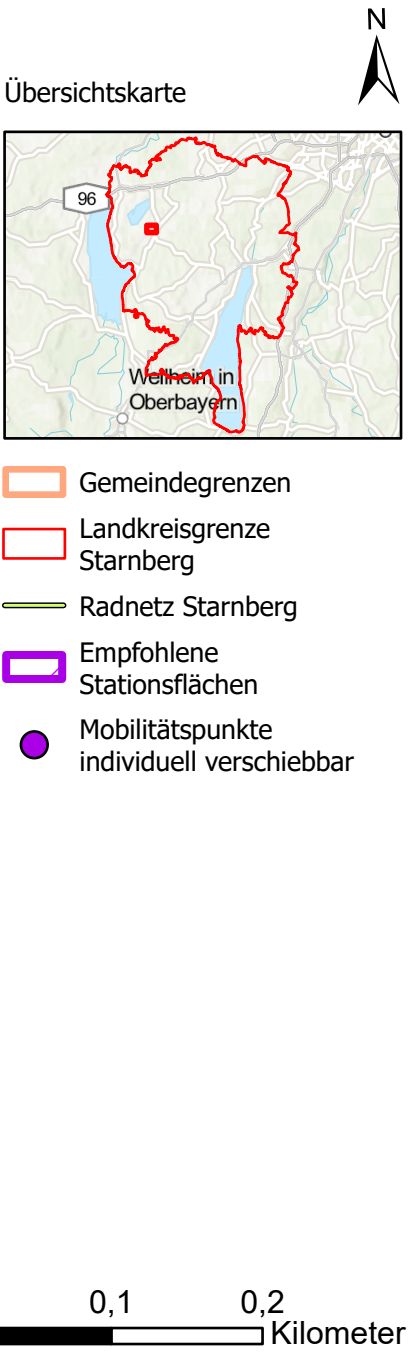 N
Übersichtskarte
96
Weilheim in
Oberbayern
Gemeindegrenzen
Landkreisgrenze
Starnberg
Radnetz Starnberg
Empfohlene
Stationsflächen
Mobilitätspunkte
individuell verschiebbar
0,1 0,2
Kilometer